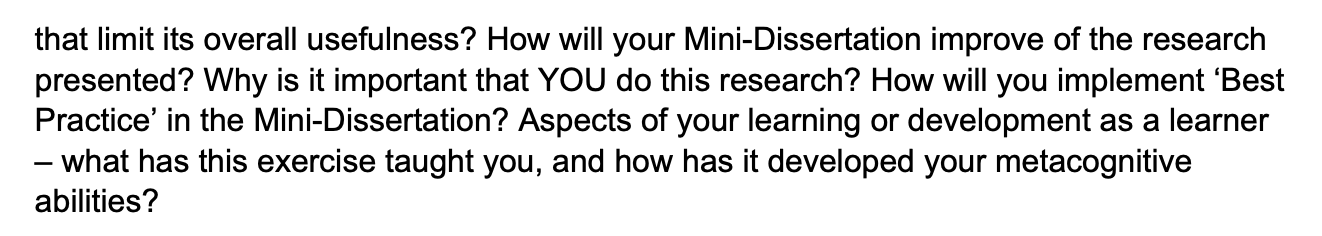 that limit its overall usefulness? How will your Mini-Dissertation improve of the research
presented? Why is it important that YOU do this research? How will you implement ‘Best
Practice’ in the Mini-Dissertation? Aspects of your learning or development as a learner
– what has this exercise taught you, and how has it developed your metacognitive
abilities?